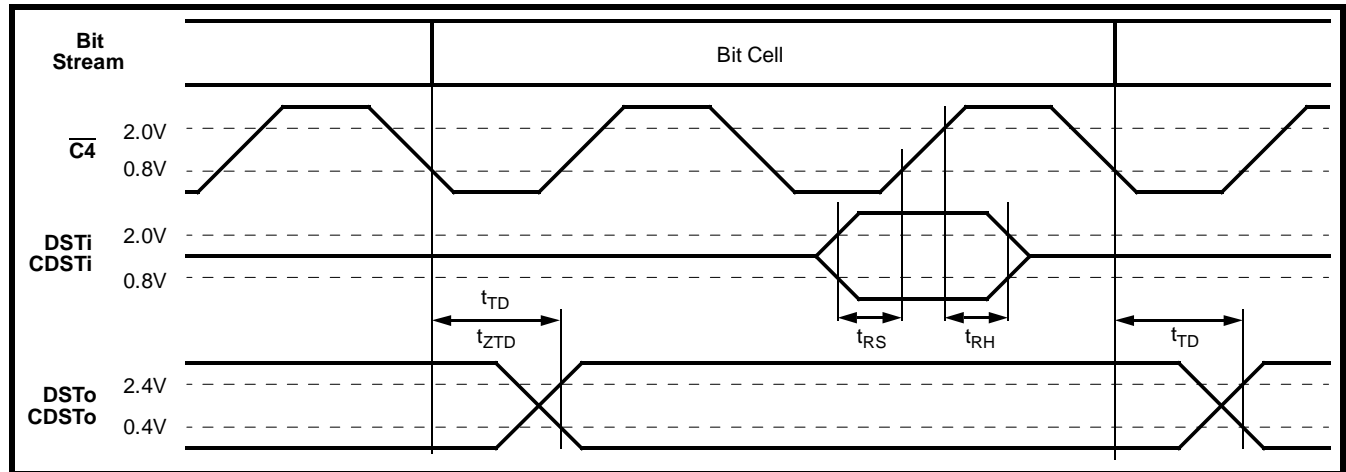 Bit
Stream
Bit Cell
C4
2.0V
0.8V
DSTi
CDSTi
2.0V
0.8V
tTD
tZTD
tRS
tRH
tTD
DSTo
CDSTo
2.4V
0.4V